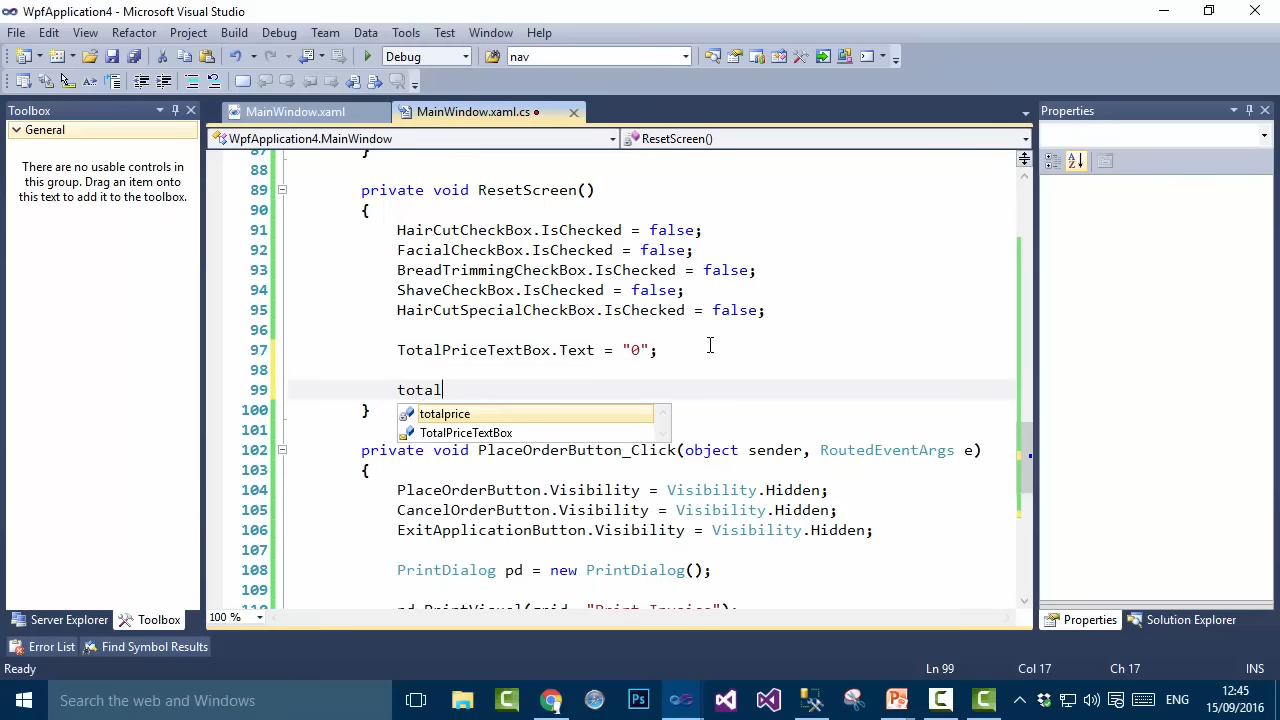 WpfApplication4 - Microsoft Visual Studio
File Edit View Refactor Project Build Debug Team Data Tools Test Window Help
Debug nav
Toolbox MainWindow.xaml MainWindow.xaml.cs Properties
General
WpfApplication4.MainWindow ResetScreen()
There are no usable controls in this group. Drag an item onto this text to add it to the toolbox.
87 }
88
89 private void ResetScreen()
90 {
91 HairCutCheckBox.IsChecked = false;
92 FacialCheckBox.IsChecked = false;
93 BreadTrimmingCheckBox.IsChecked = false;
94 ShaveCheckBox.IsChecked = false;
95 HairCutSpecialCheckBox.IsChecked = false;
96
97 TotalPriceTextBox.Text = "0";
98
99 total
totalprice
TotalPriceTextBox
100 }
101
102 private void PlaceOrderButton_Click(object sender, RoutedEventArgs e)
103 {
104 PlaceOrderButton.Visibility = Visibility.Hidden;
105 CancelOrderButton.Visibility = Visibility.Hidden;
106 ExitApplicationButton.Visibility = Visibility.Hidden;
107
108 PrintDialog pd = new PrintDialog();
109
110 pd.PrintVisual(grid, "Print Invoice");
100 %
Server Explorer Toolbox Properties Solution Explorer
Error List Find Symbol Results
Ready Ln 99 Col 17 Ch 17 INS
Search the web and Windows
ENG
12:45
15/09/2016